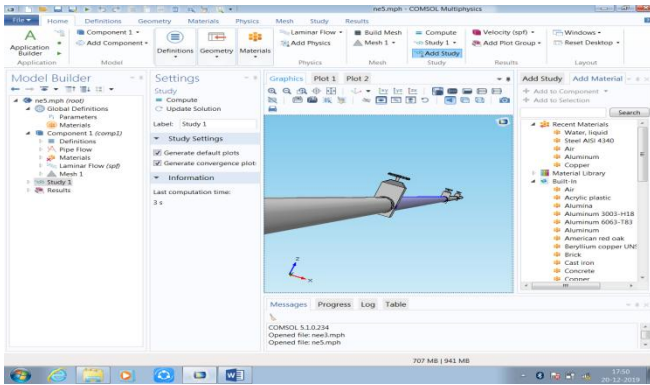 ne5.mph - COMSOL Multiphysics
File Home Definitions Geometry Materials Physics Mesh Study Results
Application Builder
Component 1
Add Component
Definitions
Geometry
Materials
Laminar Flow
Add Physics
Build Mesh
Mesh 1
Compute
Study 1
Add Study
Velocity (spf)
Add Plot Group
Windows
Reset Desktop
Application Model Physics Mesh Study Results Layout
Model Builder
ne5.mph (root)
Global Definitions
Parameters
Materials
Component 1 (comp1)
Definitions
Pipe Flow
Materials
Laminar Flow (spf)
Mesh 1
Study 1
Results
Settings
Study
Compute
Update Solution
Label: Study 1
Study Settings
Generate default plots
Generate convergence plot
Information
Last computation time:
3 s
Graphics Plot 1 Plot 2
z
x
Messages Progress Log Table
COMSOL 5.1.0.234
Opened file: nee3.mph
Opened file: ne5.mph
Add Study Add Material
Add to Component
Add to Selection
Search
Recent Materials
Water, liquid
Steel AISI 4340
Air
Aluminum
Copper
Material Library
Built-In
Air
Acrylic plastic
Alumina
Aluminum 3003-H18
Aluminum 6063-T83
Aluminum
American red oak
Beryllium copper UNS
Brick
Cast iron
Concrete
Copper
707 MB | 941 MB
17:50
20-12-2019